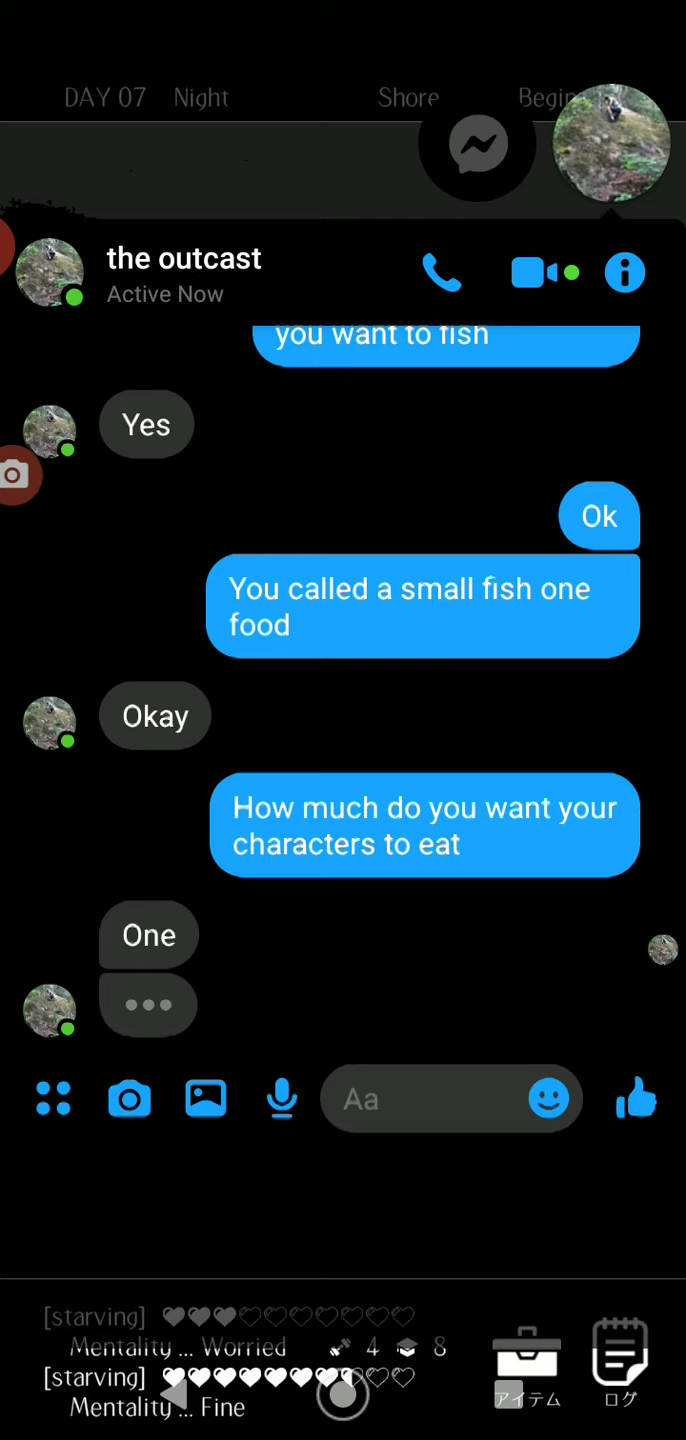 DAY 07 Night Shore
the outcast
Active Now
you want to fish
Yes
Ok
You called a small fish one
food
Okay
How much do you want your
characters to eat
One
Aa
[starving]
Mentality ... Worried 4 8
[starving]
Mentality ... Fine
アイテム ログ